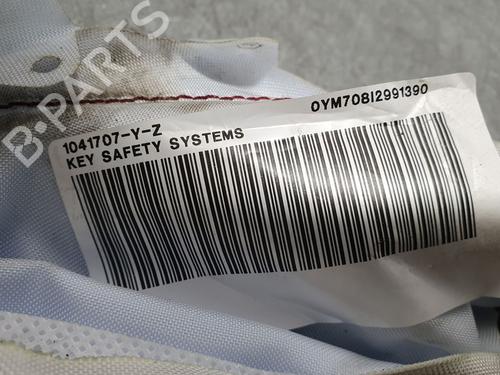 B-PARTS
1041707-Y-Z
KEY SAFETY SYSTEMS
0YM708I2991390